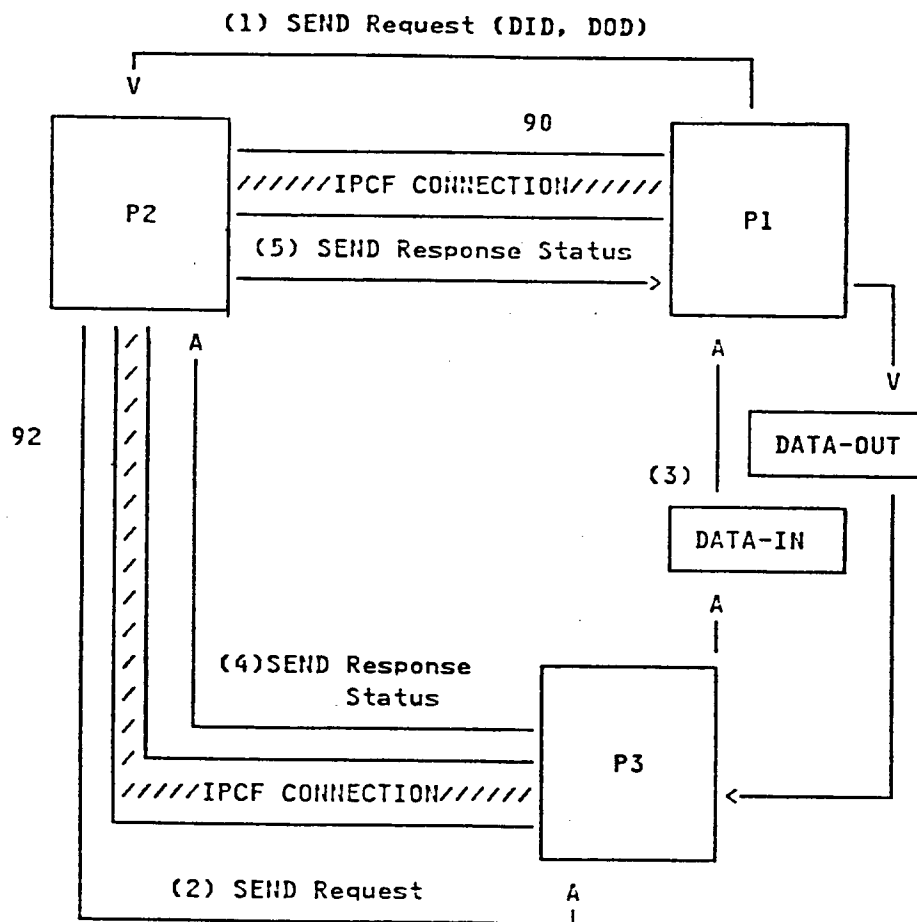 (1) SEND Request (DID, DOD)
V
90
//////IPCF CONNECTION//////
P2
P1
(5) SEND Response Status
>
A
A
V
92
DATA-OUT
(3)
DATA-IN
A
(4)SEND Response
Status
P3
/////IPCF CONNECTION//////
<
(2) SEND Request
A